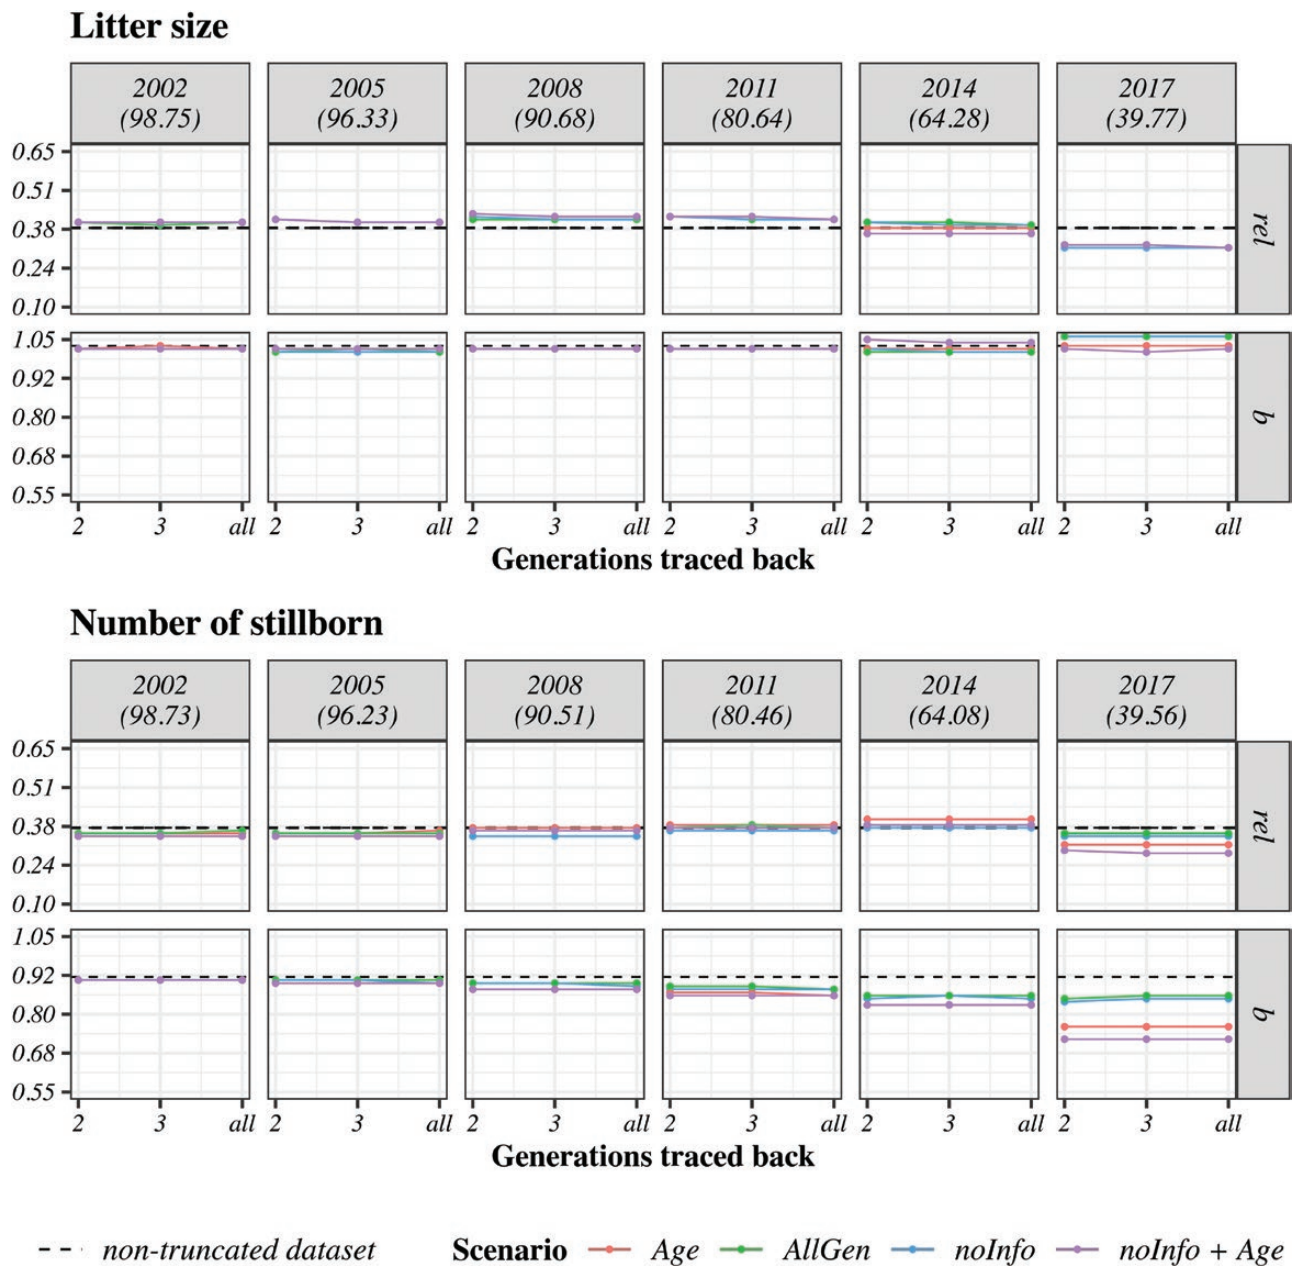 Litter size
2002 2005 2008 2011 2014 2017
(98.75) (96.33) (90.68) (80.64) (64.28) (39.77)
0.65
0.51
0.38
0.24
0.10
rel
1.05
0.92
0.80
0.68
0.55
b
2 3 all 2 3 all 2 3 all 2 3 all 2 3 all 2 3 all
Generations traced back
Number of stillborn
2002 2005 2008 2011 2014 2017
(98.73) (96.23) (90.51) (80.46) (64.08) (39.56)
0.65
0.51
0.38
0.24
0.10
rel
1.05
0.92
0.80
0.68
0.55
b
2 3 all 2 3 all 2 3 all 2 3 all 2 3 all 2 3 all
Generations traced back
non-truncated dataset Scenario Age AllGen noInfo noInfo + Age